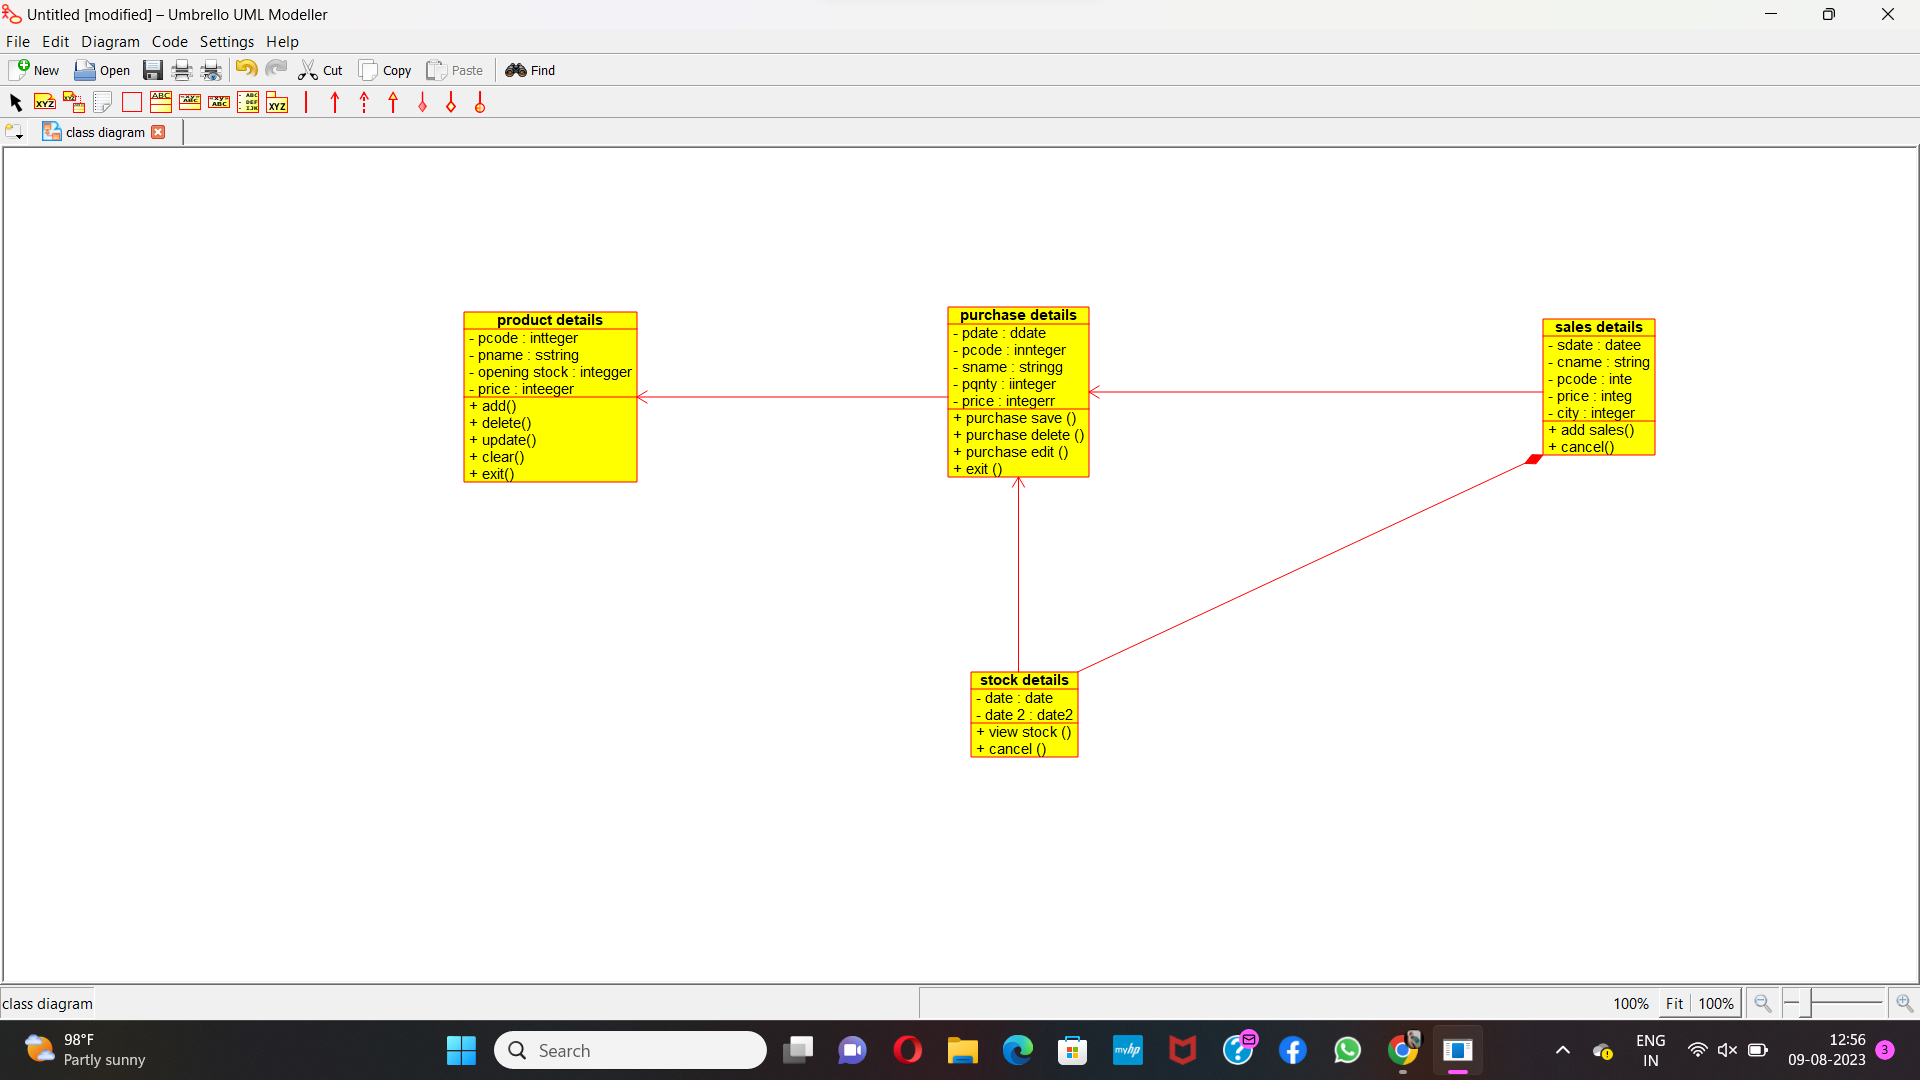 Untitled [modified] – Umbrello UML Modeller
File Edit Diagram Code Settings Help
New Open Cut Copy Paste Find
class diagram
product details
- pcode : intteger
- pname : sstring
- opening stock : integger
- price : inteeger
+ add()
+ delete()
+ update()
+ clear()
+ exit()
purchase details
- pdate : ddate
- pcode : innteger
- sname : stringg
- pqnty : iinteger
- price : integerr
+ purchase save ()
+ purchase delete ()
+ purchase edit ()
+ exit ()
sales details
- sdate : datee
- cname : string
- pcode : inte
- price : integ
- city : integer
+ add sales()
+ cancel()
stock details
- date : date
- date 2 : date2
+ view stock ()
+ cancel ()
class diagram
100% Fit 100%
98°F
Partly sunny
Search
myhp
ENG
IN
12:56
09-08-2023
3